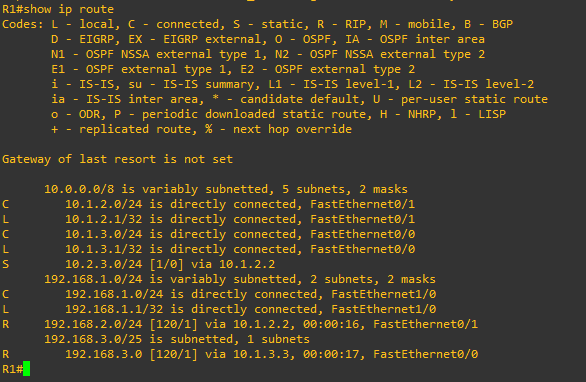 R1#show ip route
Codes: L - local, C - connected, S - static, R - RIP, M - mobile, B - BGP
       D - EIGRP, EX - EIGRP external, O - OSPF, IA - OSPF inter area
       N1 - OSPF NSSA external type 1, N2 - OSPF NSSA external type 2
       E1 - OSPF external type 1, E2 - OSPF external type 2
       i - IS-IS, su - IS-IS summary, L1 - IS-IS level-1, L2 - IS-IS level-2
       ia - IS-IS inter area, * - candidate default, U - per-user static route
       o - ODR, P - periodic downloaded static route, H - NHRP, l - LISP
       + - replicated route, % - next hop override
Gateway of last resort is not set
      10.0.0.0/8 is variably subnetted, 5 subnets, 2 masks
C        10.1.2.0/24 is directly connected, FastEthernet0/1
L        10.1.2.1/32 is directly connected, FastEthernet0/1
C        10.1.3.0/24 is directly connected, FastEthernet0/0
L        10.1.3.1/32 is directly connected, FastEthernet0/0
S        10.2.3.0/24 [1/0] via 10.1.2.2
      192.168.1.0/24 is variably subnetted, 2 subnets, 2 masks
C        192.168.1.0/24 is directly connected, FastEthernet1/0
L        192.168.1.1/32 is directly connected, FastEthernet1/0
R     192.168.2.0/24 [120/1] via 10.1.2.2, 00:00:16, FastEthernet0/1
      192.168.3.0/25 is subnetted, 1 subnets
R        192.168.3.0 [120/1] via 10.1.3.3, 00:00:17, FastEthernet0/0
R1#